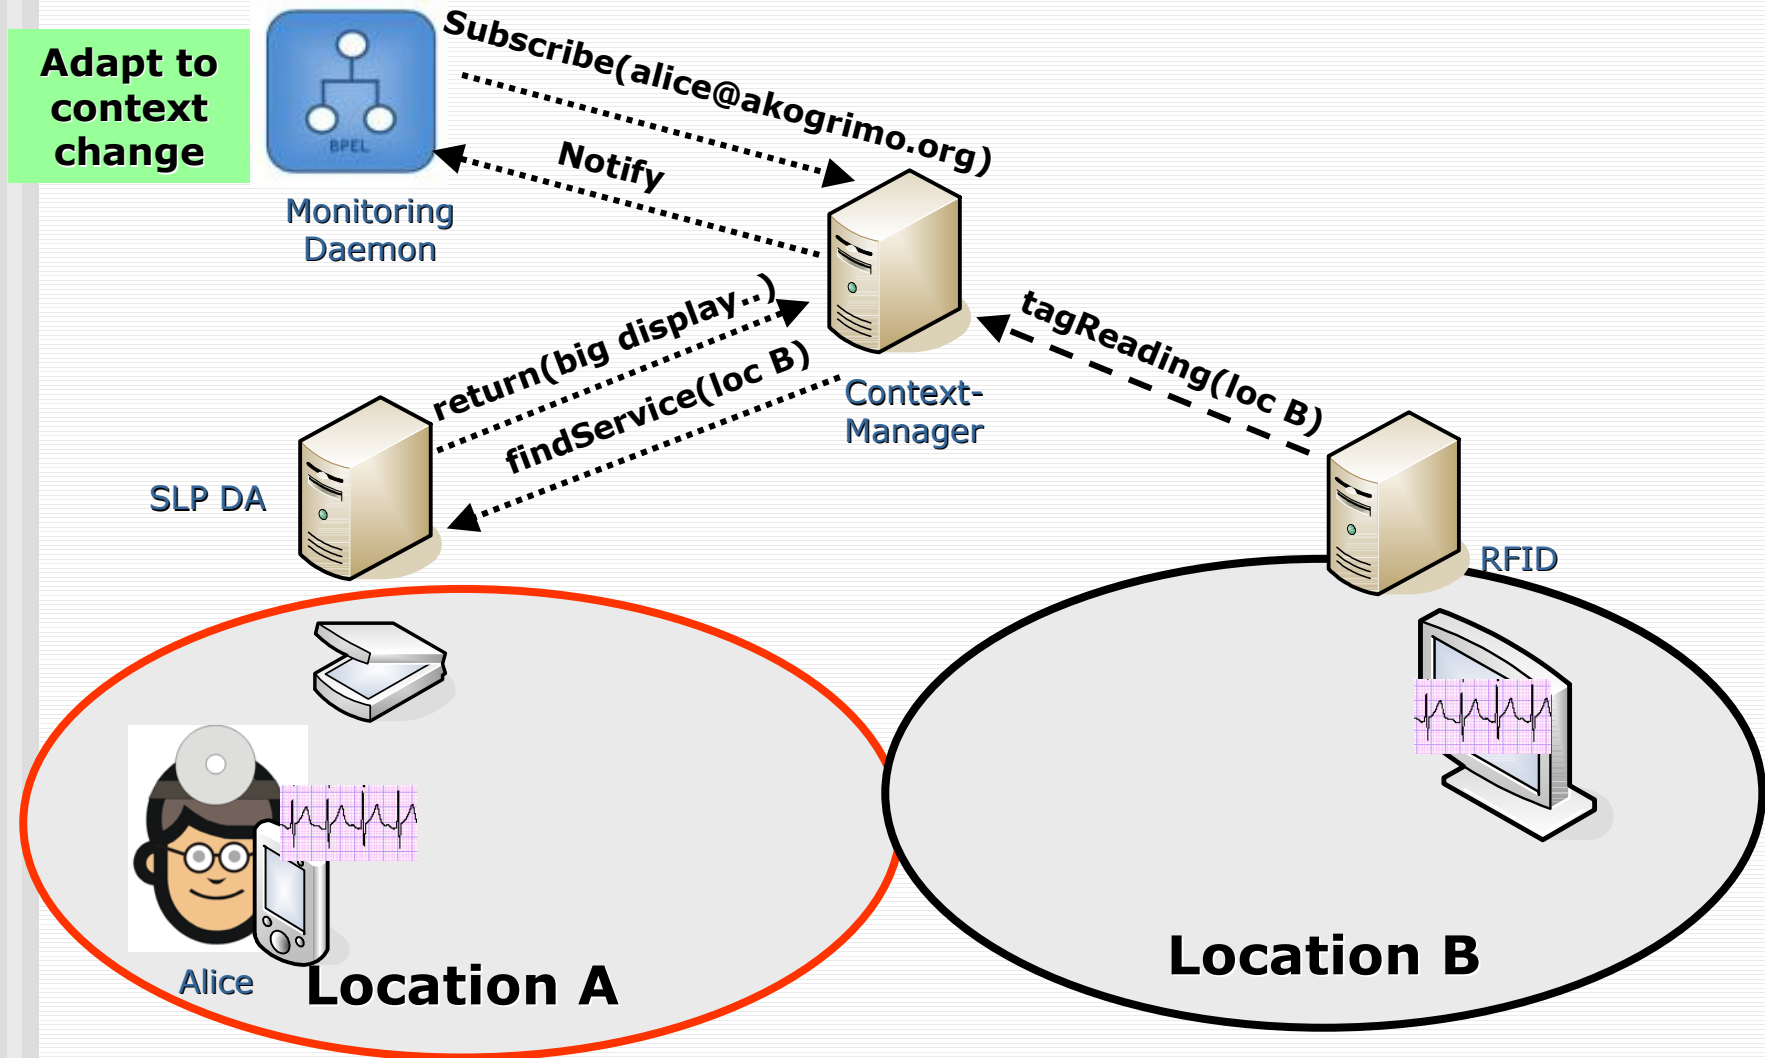 Adapt to
context
change
BPEL
Monitoring
Daemon
Subscribe(alice@akogrimo.org)
Notify
return(big display..)
findService(loc B)
tagReading(loc B)
Context-
Manager
SLP DA
RFID
Alice
Location A
Location B